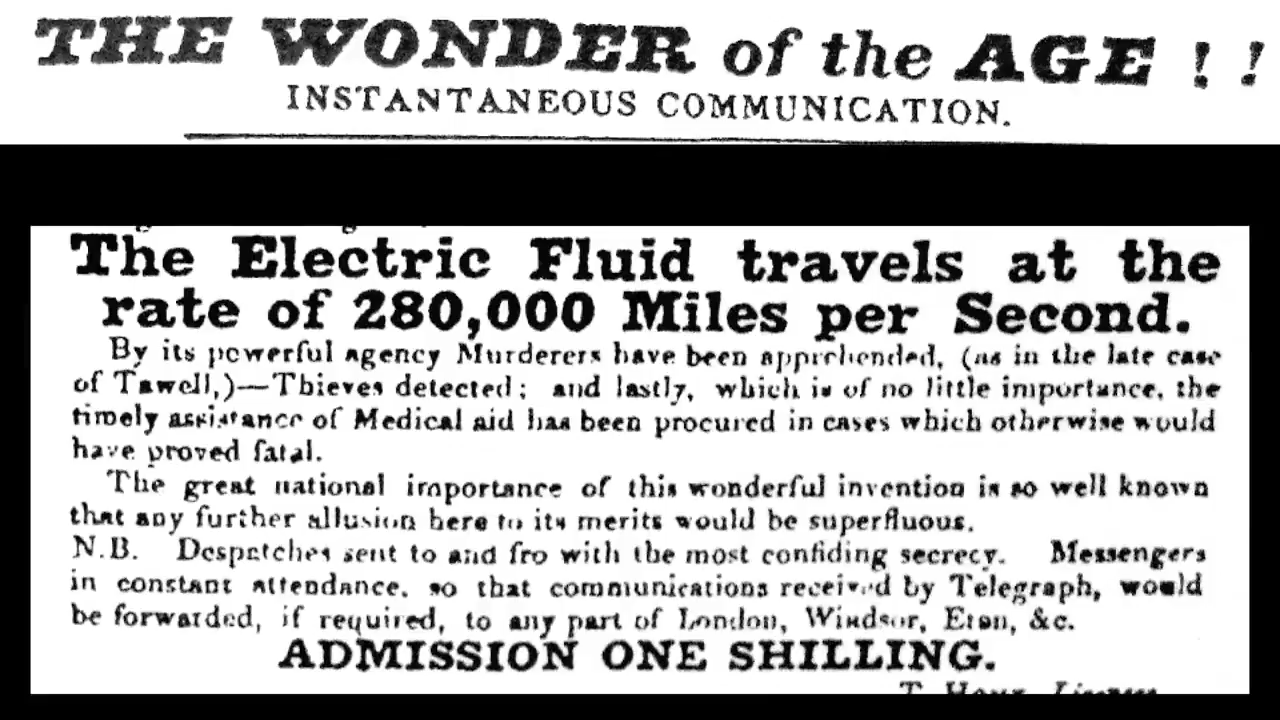 THE WONDER of the AGE ! !
INSTANTANEOUS COMMUNICATION.
The Electric Fluid travels at the
rate of 280,000 Miles per Second.
By its powerful agency Murderers have been apprehended, (as in the late case
of Tawell,)—Thieves detected; and lastly, which is of no little importance, the
timely assistance of Medical aid has been procured in cases which otherwise would
have proved fatal.
The great national importance of this wonderful invention is so well known
that any further allusion here to its merits would be superfluous.
N.B. Despatches sent to and fro with the most confiding secrecy. Messengers
in constant attendance, so that communications received by Telegraph, would
be forwarded, if required, to any part of London, Windsor, Eton, &c.
ADMISSION ONE SHILLING.